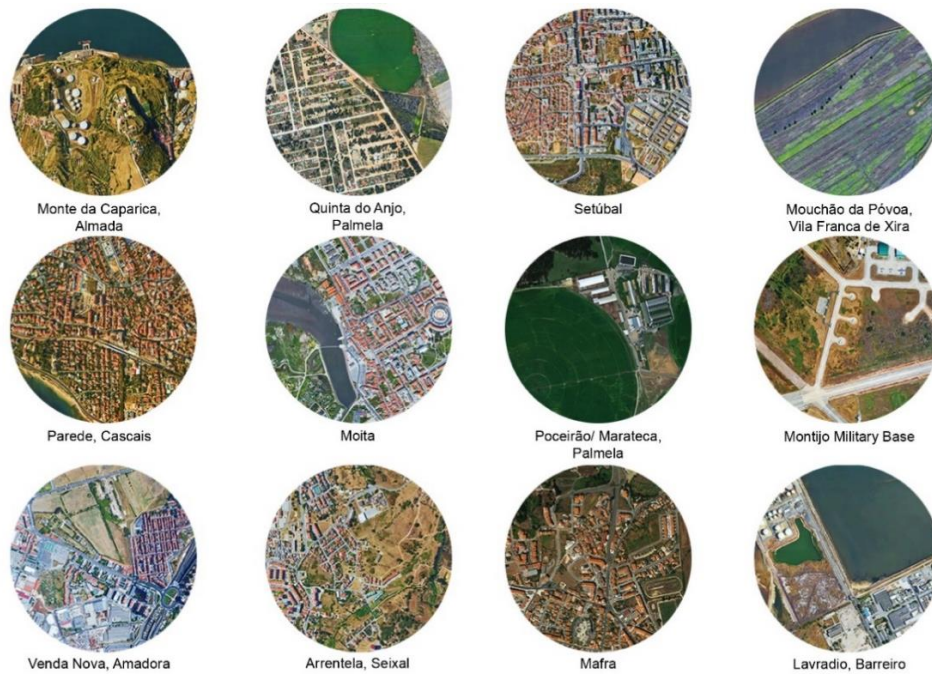 Monte da Caparica,
Almada
Quinta do Anjo,
Palmela
Setúbal
Mouchão da Póvoa,
Vila Franca de Xira
Parede, Cascais
Moita
Poceirão/ Marateca,
Palmela
Montijo Military Base
Venda Nova, Amadora
Arrentela, Seixal
Mafra
Lavradio, Barreiro